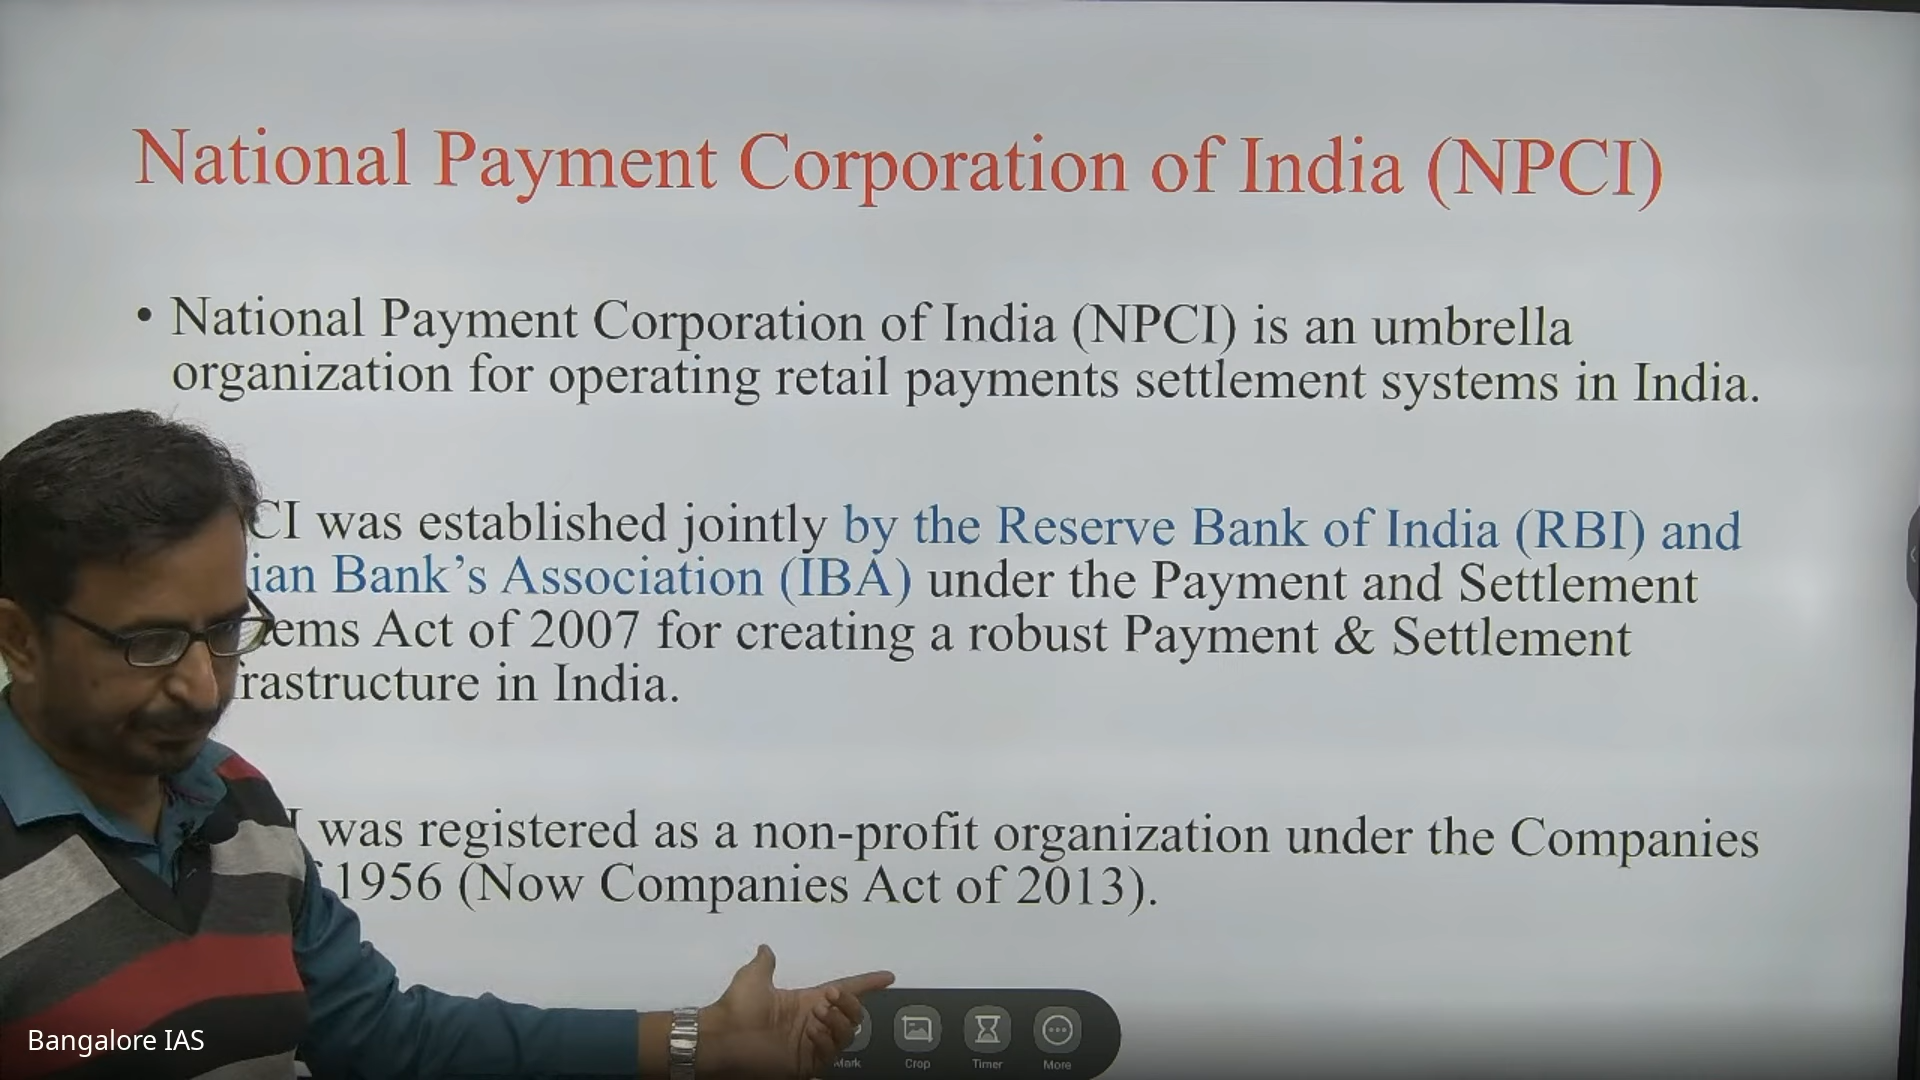 National Payment Corporation of India (NPCI)
• National Payment Corporation of India (NPCI) is an umbrella
organization for operating retail payments settlement systems in India.
CI was established jointly by the Reserve Bank of India (RBI) and
ian Bank’s Association (IBA) under the Payment and Settlement
ems Act of 2007 for creating a robust Payment & Settlement
rastructure in India.
I was registered as a non-profit organization under the Companies
1956 (Now Companies Act of 2013).
Bangalore IAS
Mark Crop Timer More